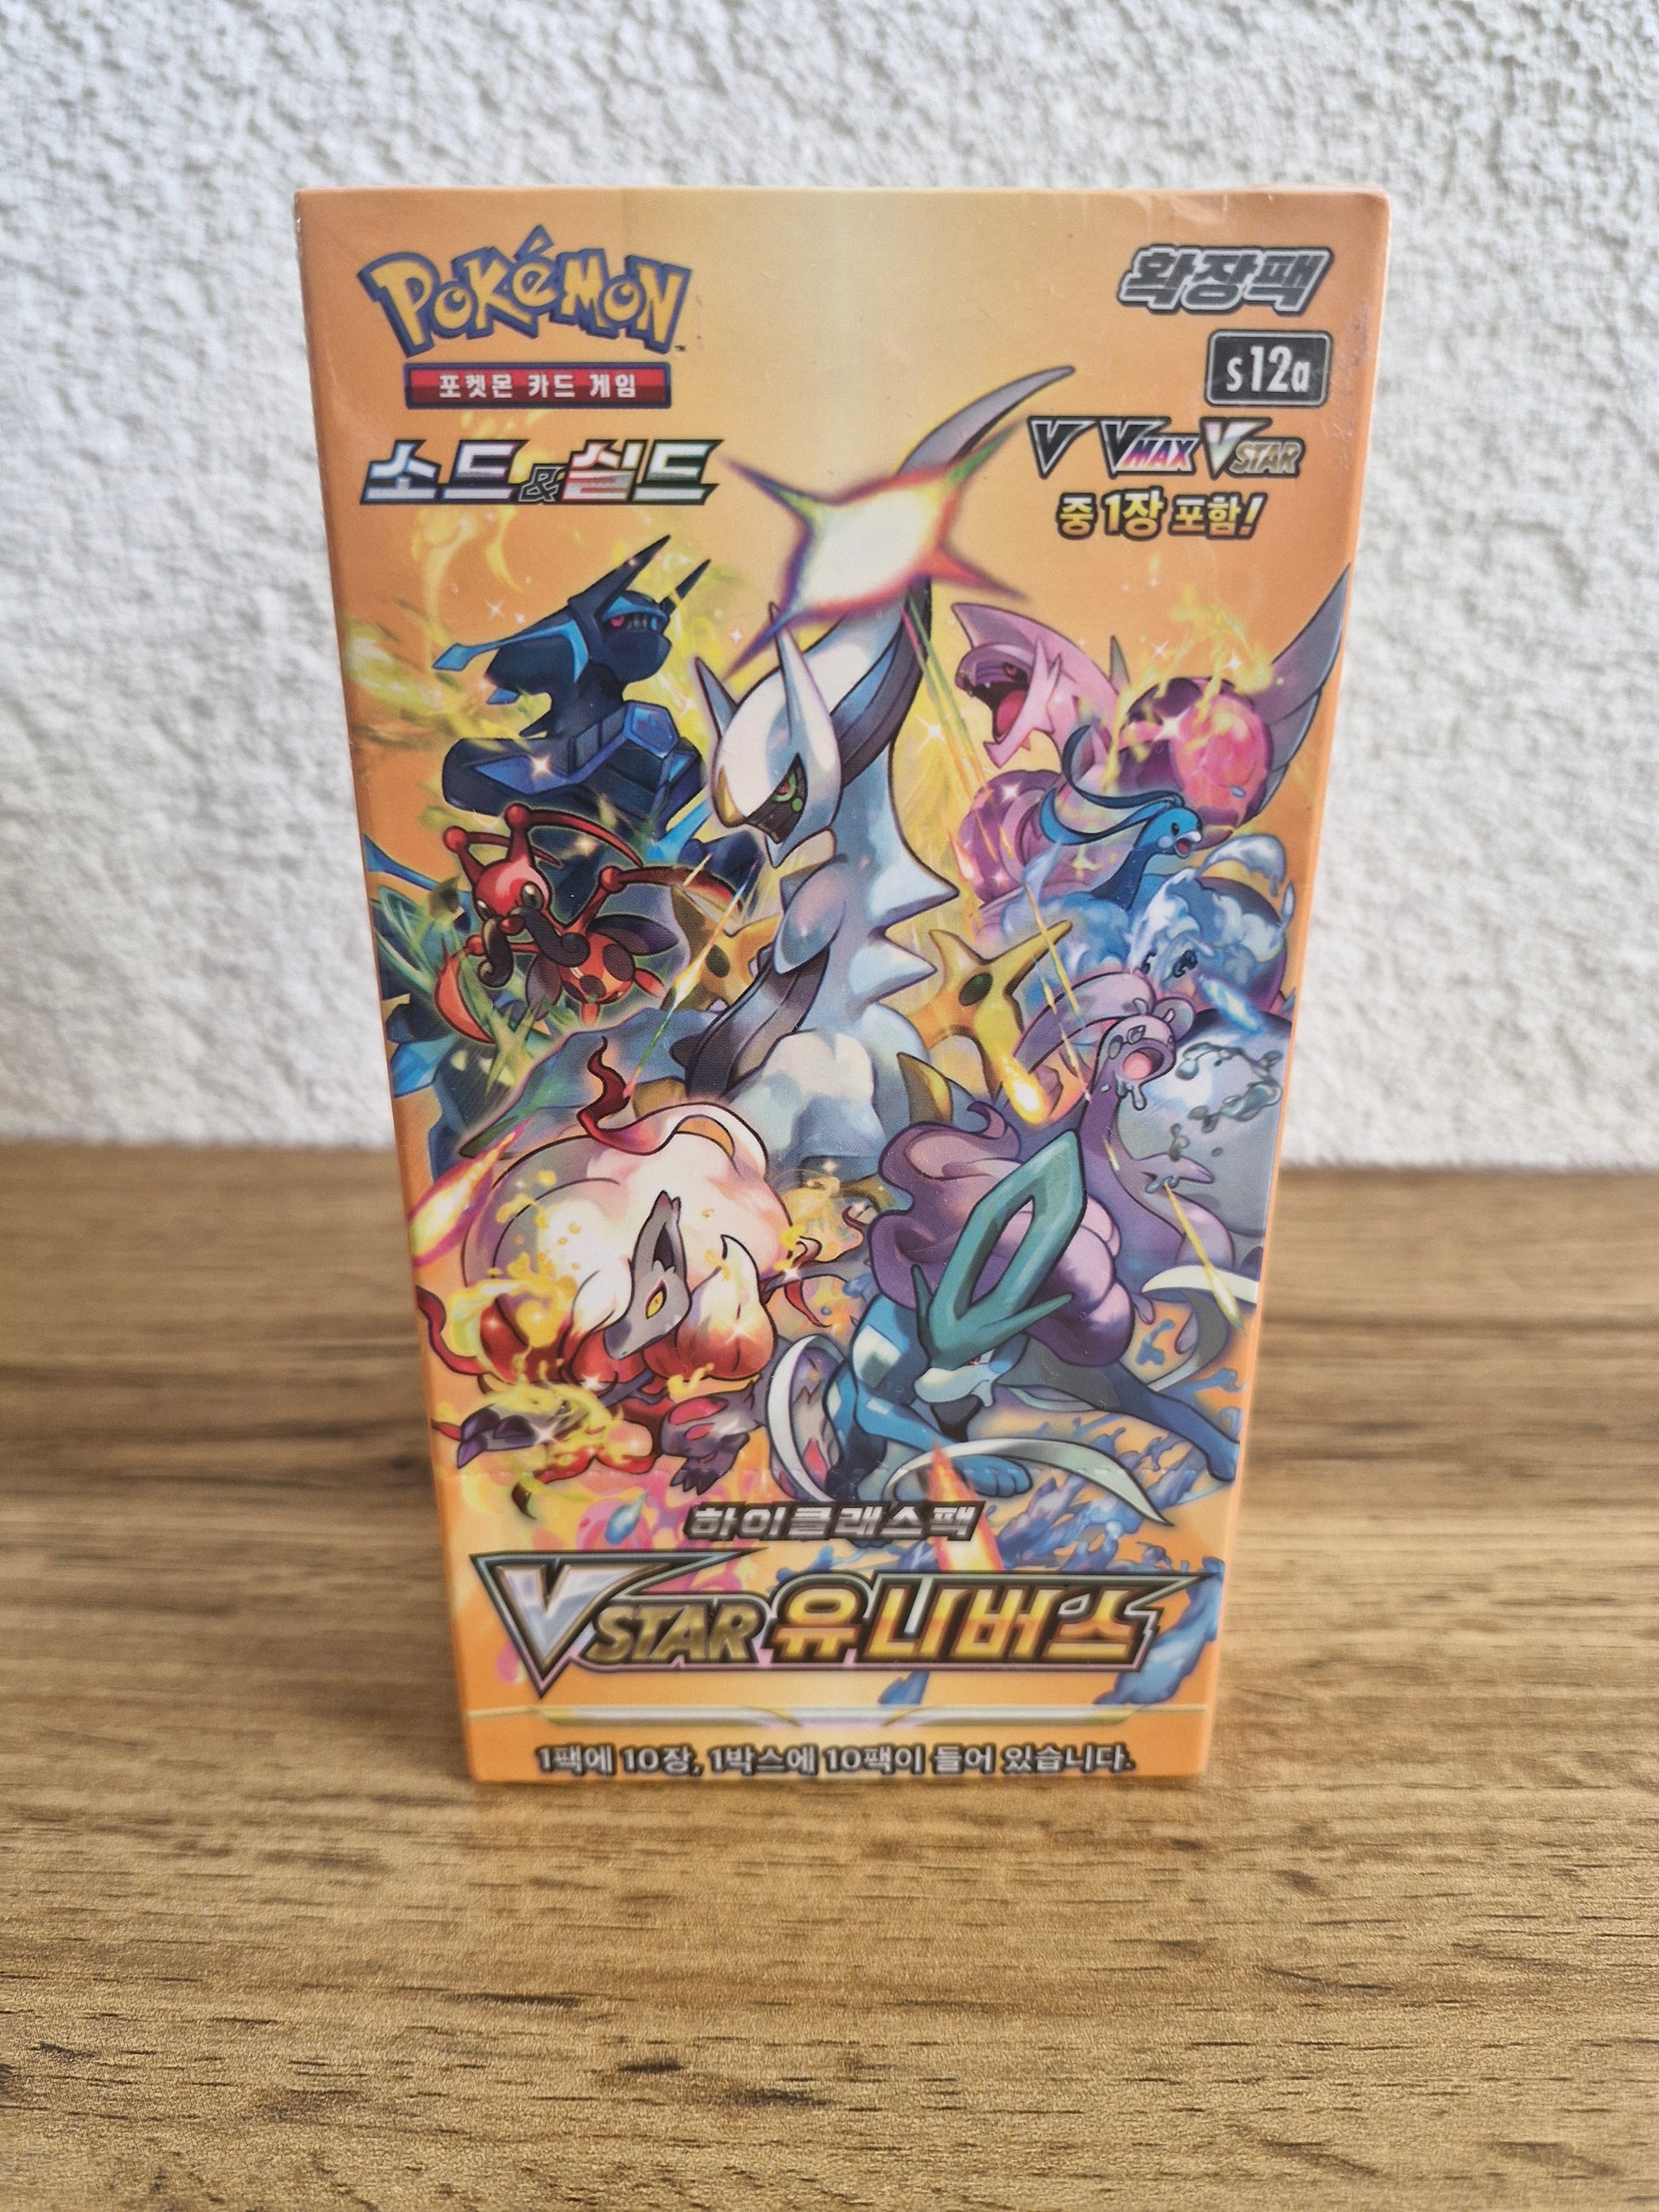 POKéMON
포켓몬 카드 게임
소드&실드
확장팩
s12a
V VMAX VSTAR
중 1장 포함!
하이클래스팩
VSTAR 유니버스
1팩에 10장, 1박스에 10팩이 들어 있습니다.